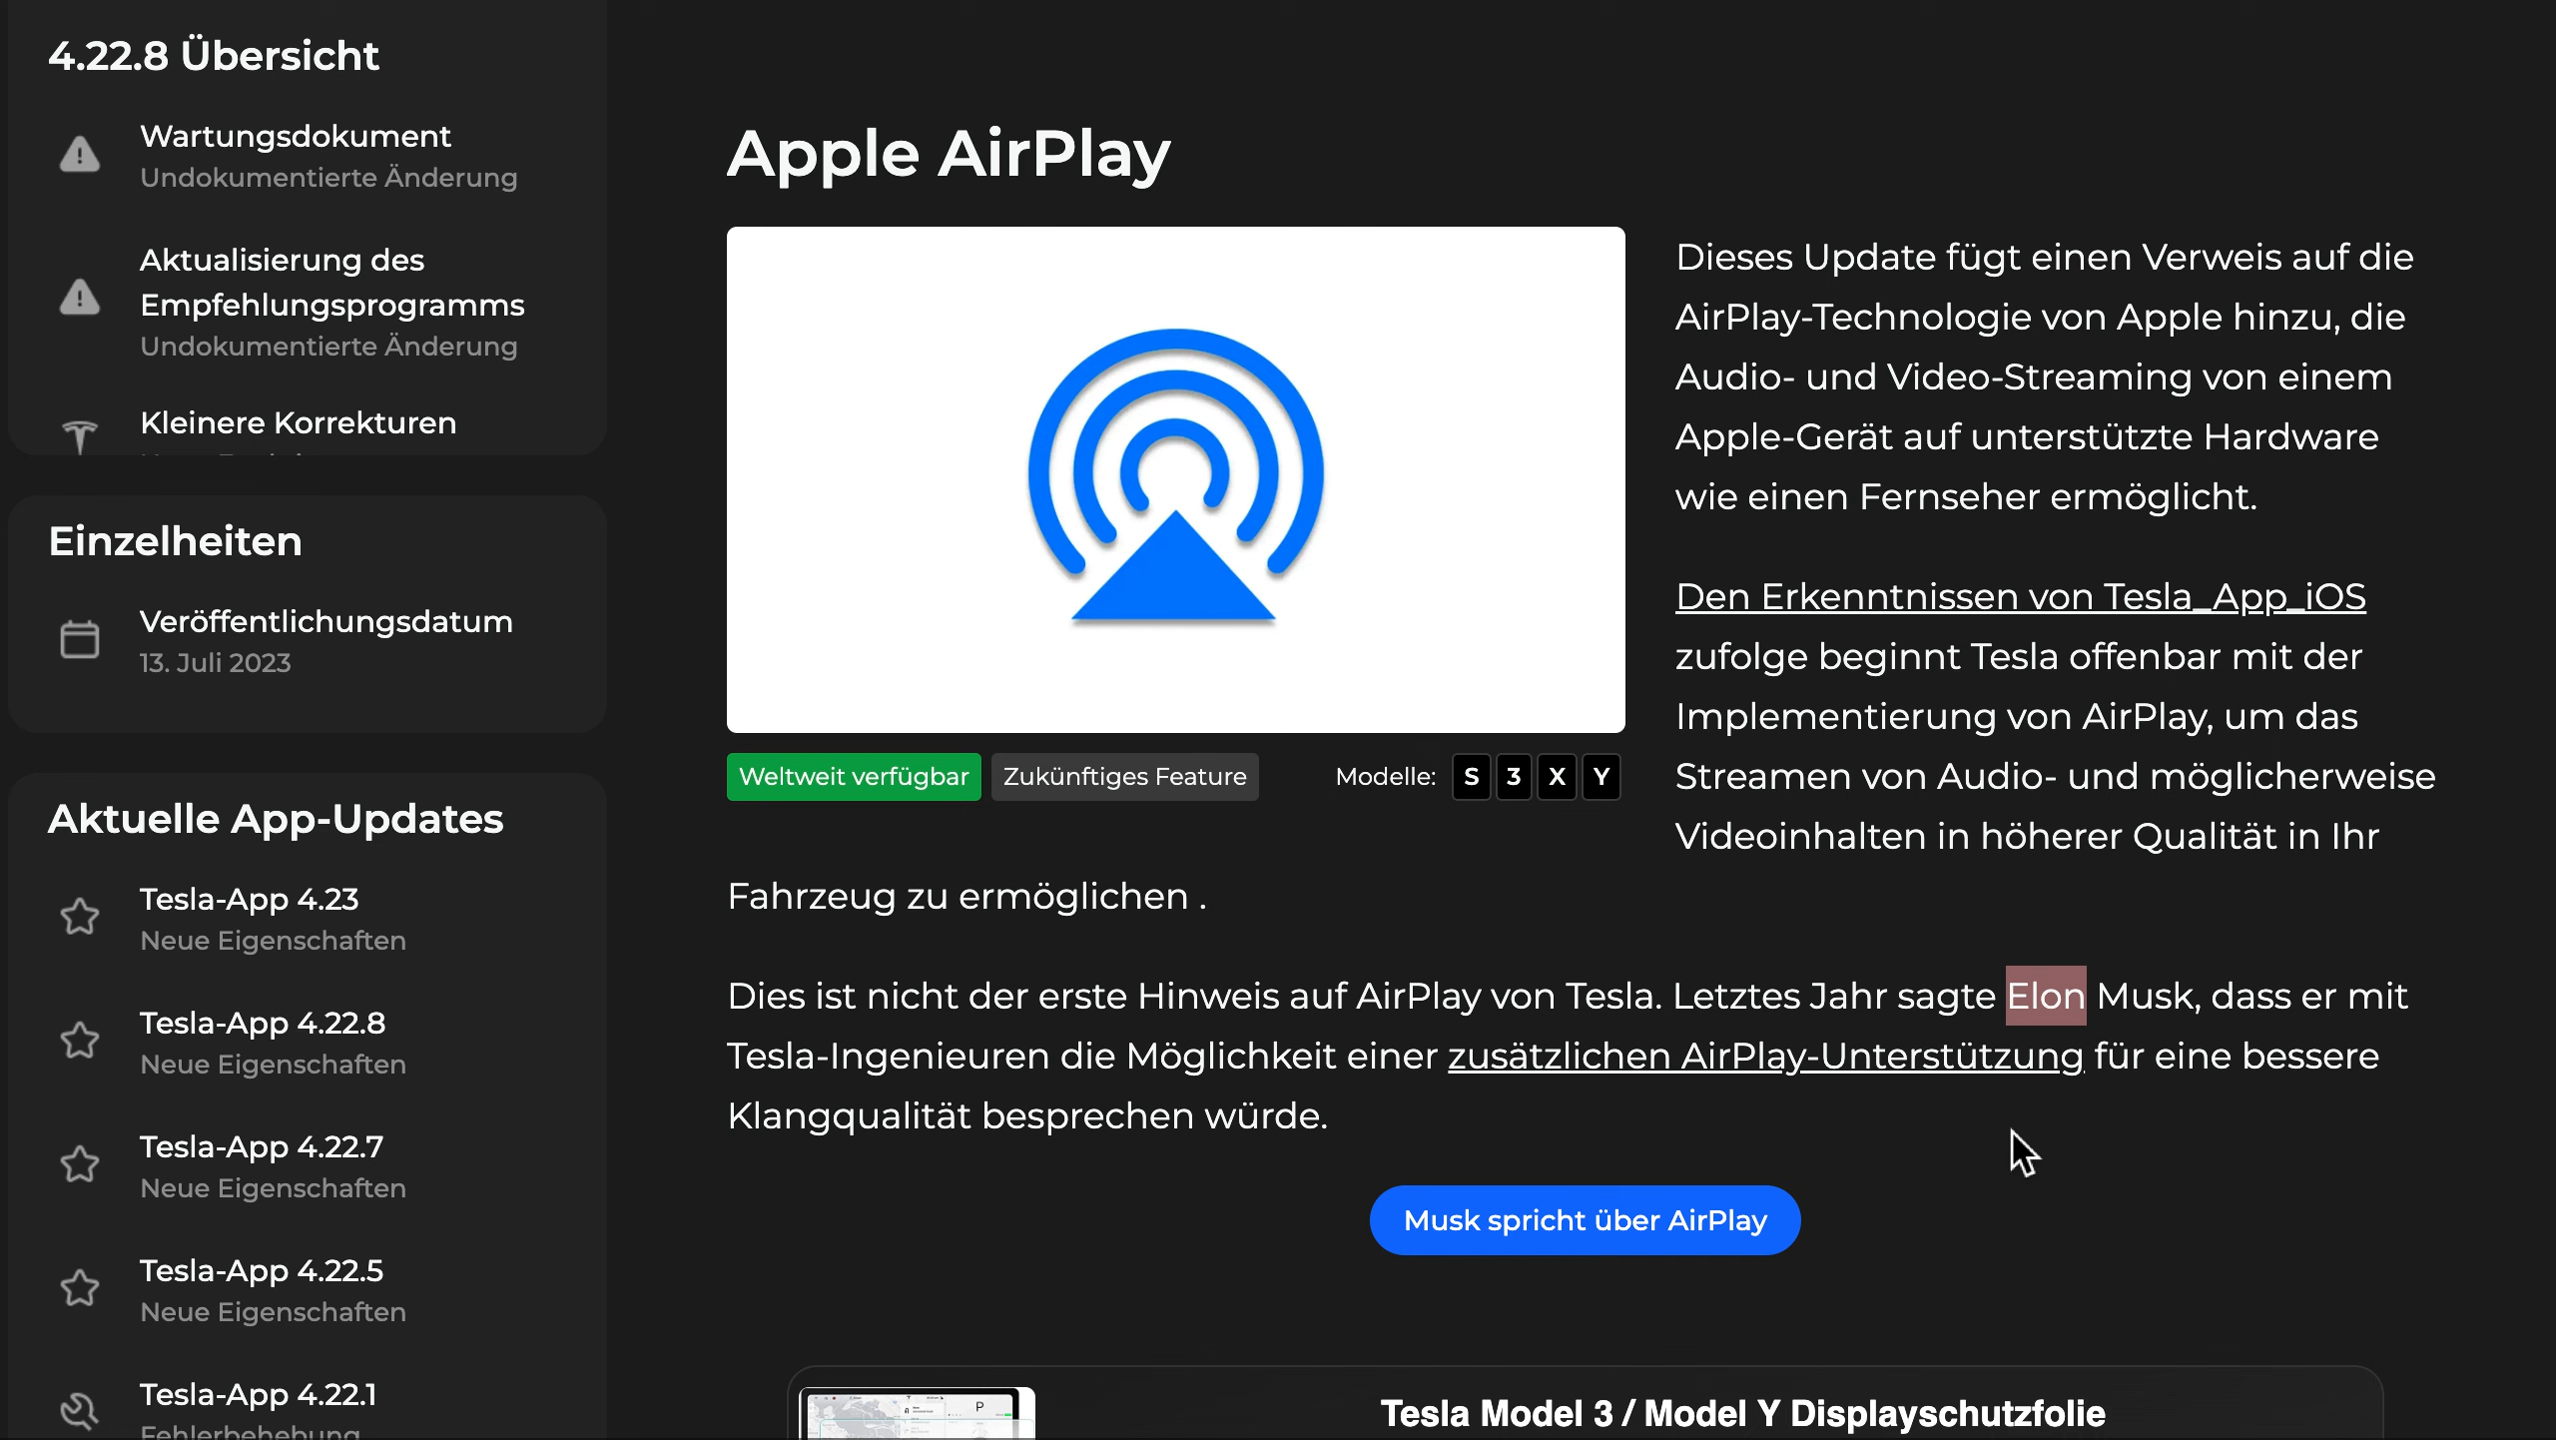 4.22.8 Übersicht
Wartungsdokument
Undokumentierte Änderung
Aktualisierung des
Empfehlungsprogramms
Undokumentierte Änderung
Kleinere Korrekturen
Einzelheiten
Veröffentlichungsdatum
13. Juli 2023
Aktuelle App-Updates
Tesla-App 4.23
Neue Eigenschaften
Tesla-App 4.22.8
Neue Eigenschaften
Tesla-App 4.22.7
Neue Eigenschaften
Tesla-App 4.22.5
Neue Eigenschaften
Tesla-App 4.22.1
Fehlerbehebung
Apple AirPlay
Weltweit verfügbar
Zukünftiges Feature
Modelle: S 3 X Y
Dieses Update fügt einen Verweis auf die
AirPlay-Technologie von Apple hinzu, die
Audio- und Video-Streaming von einem
Apple-Gerät auf unterstützte Hardware
wie einen Fernseher ermöglicht.
Den Erkenntnissen von Tesla_App_iOS
zufolge beginnt Tesla offenbar mit der
Implementierung von AirPlay, um das
Streamen von Audio- und möglicherweise
Videoinhalten in höherer Qualität in Ihr
Fahrzeug zu ermöglichen .
Dies ist nicht der erste Hinweis auf AirPlay von Tesla. Letztes Jahr sagte Elon Musk, dass er mit
Tesla-Ingenieuren die Möglichkeit einer zusätzlichen AirPlay-Unterstützung für eine bessere
Klangqualität besprechen würde.
Musk spricht über AirPlay
P
Tesla Model 3 / Model Y Displayschutzfolie